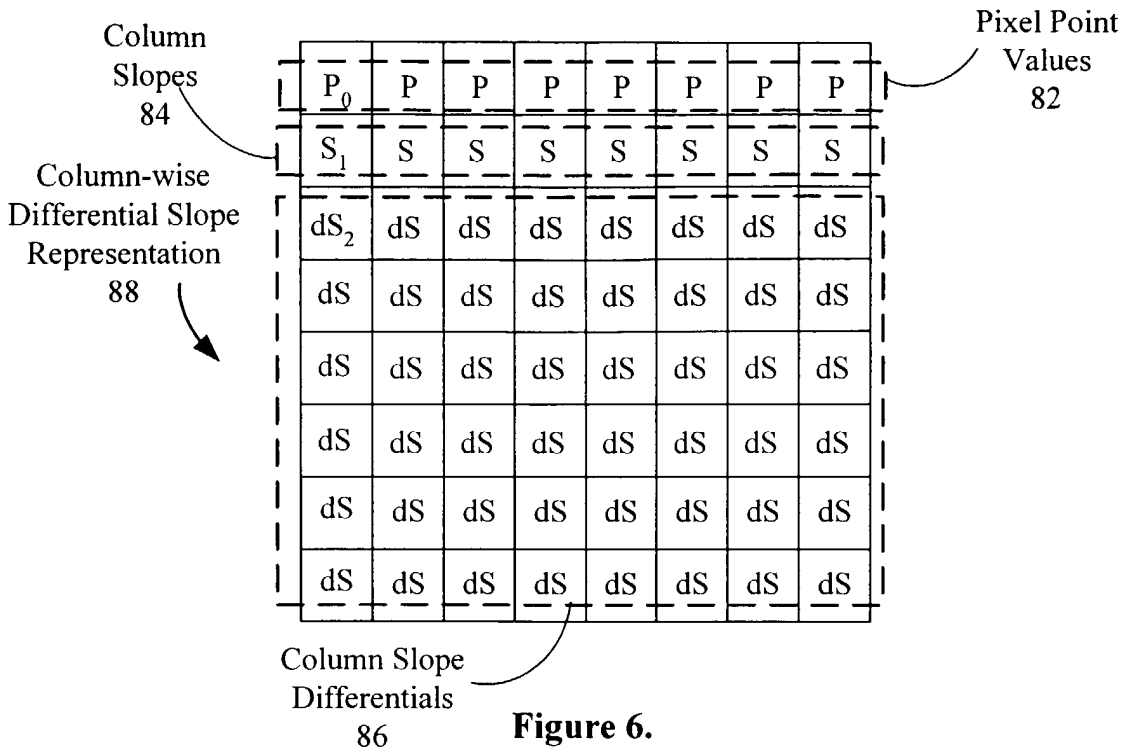 Column
Slopes
84
Pixel Point
Values
82
P₀ P P P P P P P
S₁ S S S S S S S
Column-wise
Differential Slope
Representation
88
dS₂ dS dS dS dS dS dS dS
dS dS dS dS dS dS dS dS
dS dS dS dS dS dS dS dS
dS dS dS dS dS dS dS dS
dS dS dS dS dS dS dS dS
dS dS dS dS dS dS dS dS
Column Slope
Differentials
86
Figure 6.